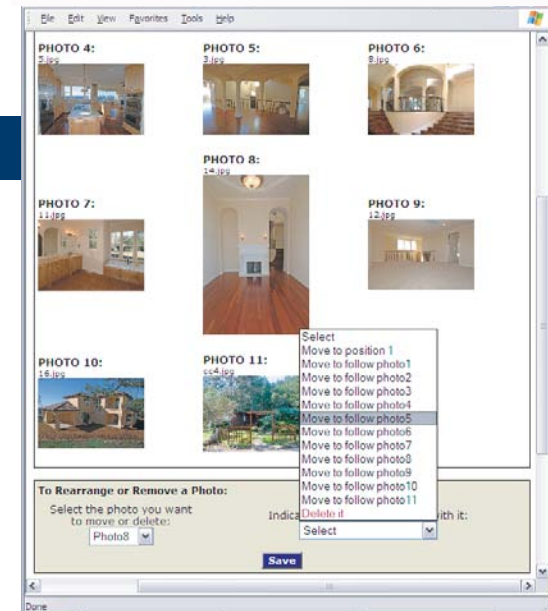 File Edit View Favorites Tools Help
PHOTO 4:
5.jpg
PHOTO 5:
3.jpg
PHOTO 6:
PHOTO 7:
11.jpg
PHOTO 8:
14.jpg
PHOTO 9:
12.jpg
PHOTO 10:
16.jpg
PHOTO 11:
cc4.jpg
Select
Move to position 1
Move to follow photo1
Move to follow photo2
Move to follow photo3
Move to follow photo4
Move to follow photo5
Move to follow photo6
Move to follow photo7
Move to follow photo8
Move to follow photo9
Move to follow photo10
Move to follow photo11
Delete it
To Rearrange or Remove a Photo:
Select the photo you want
to move or delete:
Photo8
with it:
Select
Save
Done